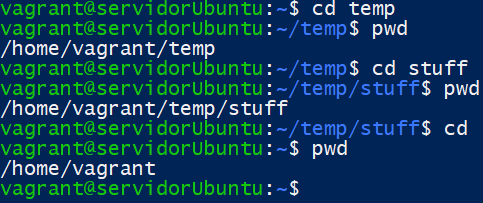 vagrant@servidorUbuntu:~$ cd temp
vagrant@servidorUbuntu:~/temp$ pwd
/home/vagrant/temp
vagrant@servidorUbuntu:~/temp$ cd stuff
vagrant@servidorUbuntu:~/temp/stuff$ pwd
/home/vagrant/temp/stuff
vagrant@servidorUbuntu:~/temp/stuff$ cd
vagrant@servidorUbuntu:~$ pwd
/home/vagrant
vagrant@servidorUbuntu:~$